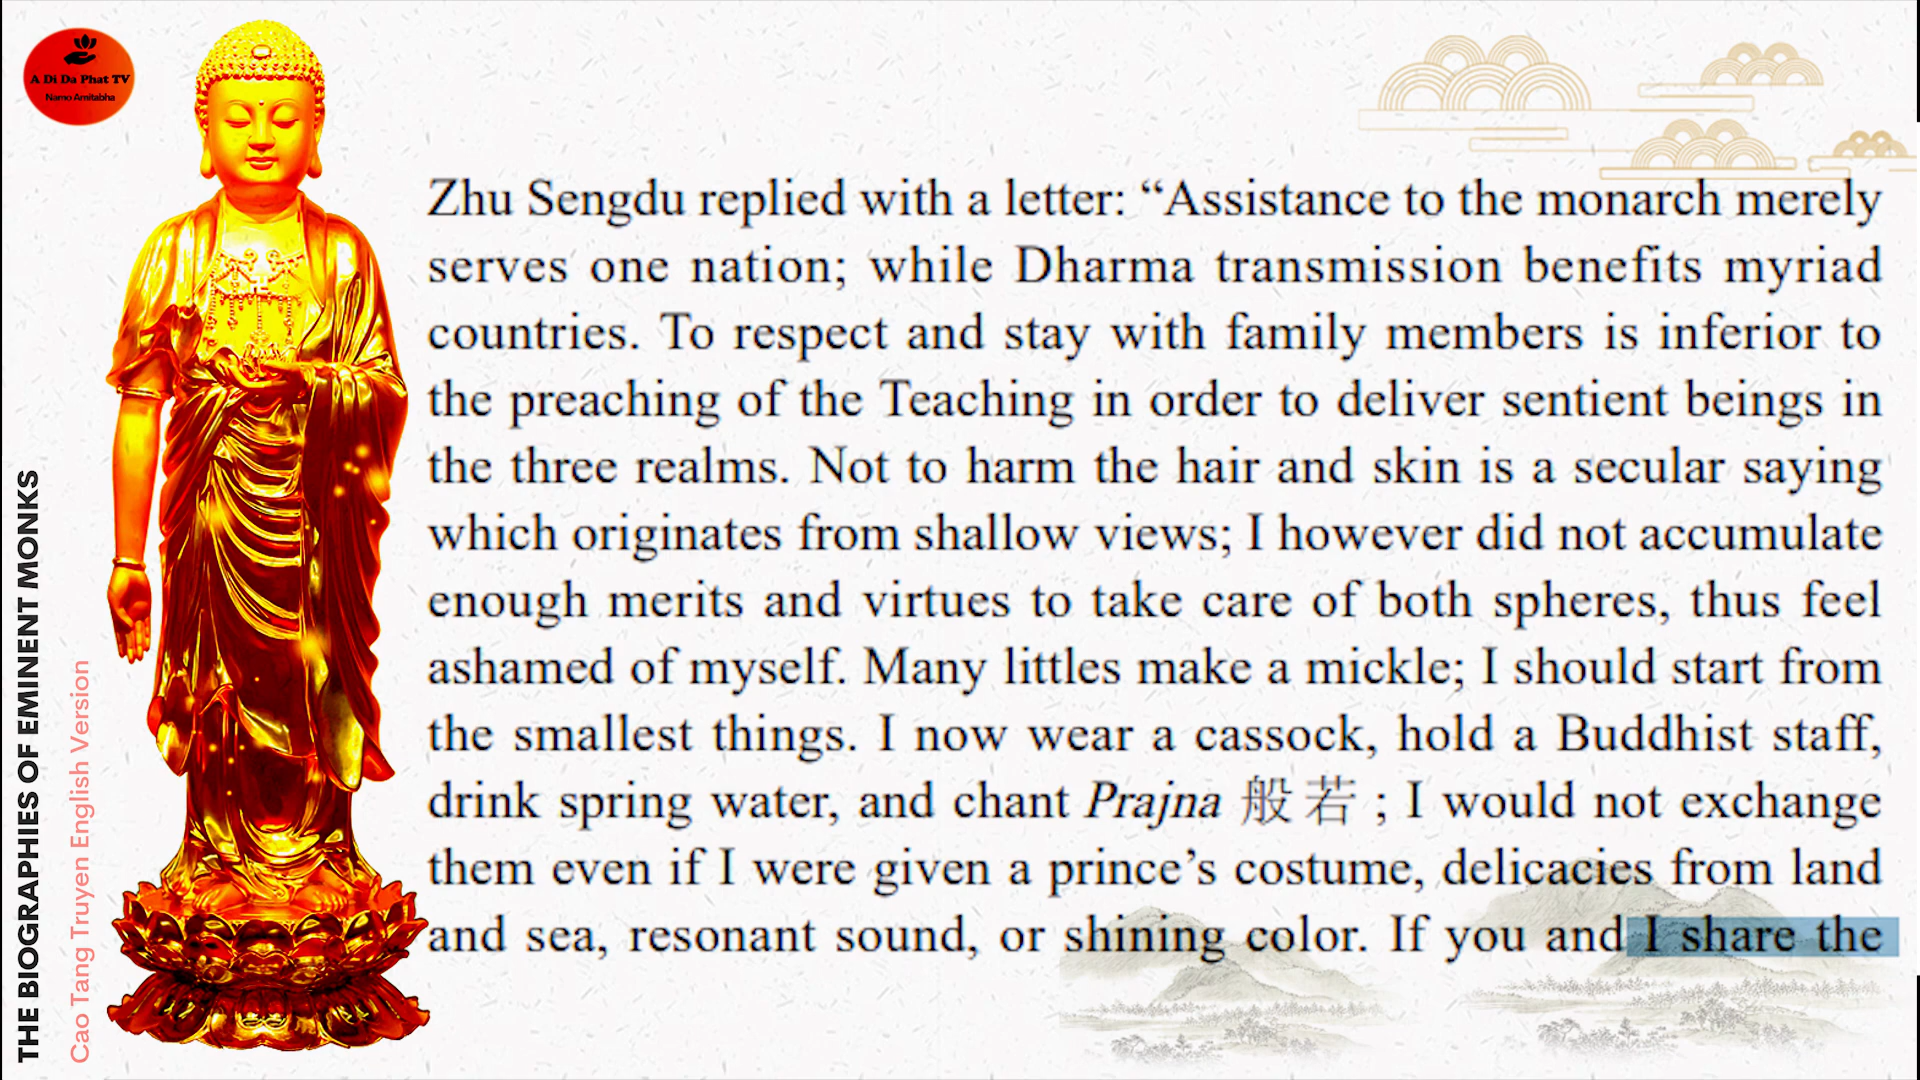 A Di Da Phat TV
Namo Amitabha
THE BIOGRAPHIES OF EMINENT MONKS
Cao Tang Truyen English Version
Zhu Sengdu replied with a letter: “Assistance to the monarch merely
serves one nation; while Dharma transmission benefits myriad
countries. To respect and stay with family members is inferior to
the preaching of the Teaching in order to deliver sentient beings in
the three realms. Not to harm the hair and skin is a secular saying
which originates from shallow views; I however did not accumulate
enough merits and virtues to take care of both spheres, thus feel
ashamed of myself. Many littles make a mickle; I should start from
the smallest things. I now wear a cassock, hold a Buddhist staff,
drink spring water, and chant Prajna 般若 ; I would not exchange
them even if I were given a prince’s costume, delicacies from land
and sea, resonant sound, or shining color. If you and I share the